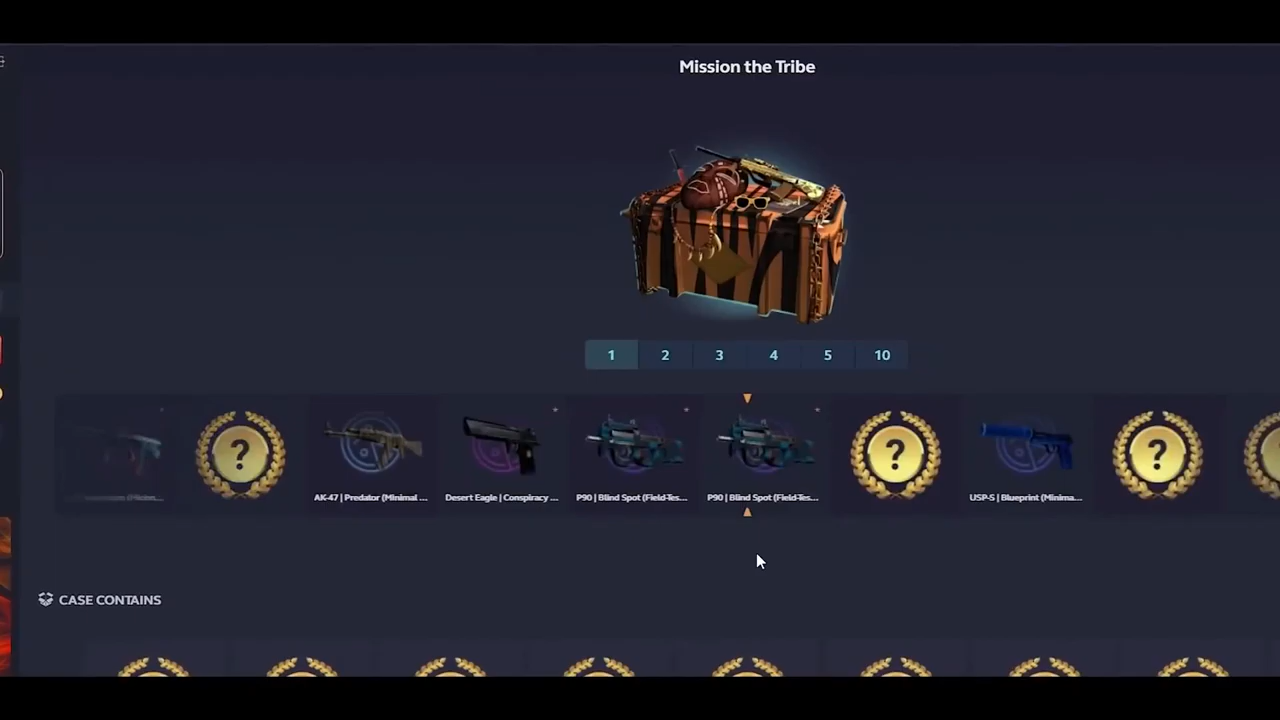 Mission the Tribe
1 2 3 4 5 10
? ? ?
AK-47 | Predator (Minimal ... Desert Eagle | Conspiracy ... P90 | Blind Spot (Field-Tes... P90 | Blind Spot (Field-Tes... USP-S | Blueprint (Minima...
CASE CONTAINS